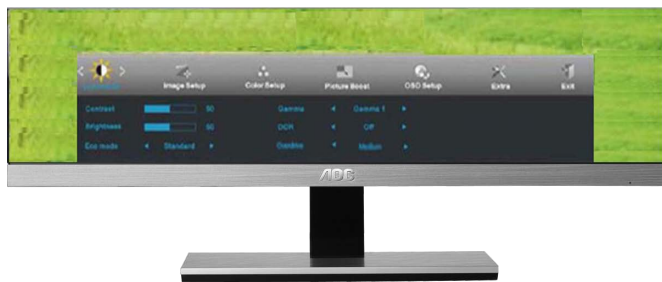 Luminance Image Setup Color Setup Picture Boost OSD Setup Extra Exit
Contrast 50 Gamma Gamma 1
Brightness 50 DCR Off
Eco mode Standard Overdrive Medium
AOC